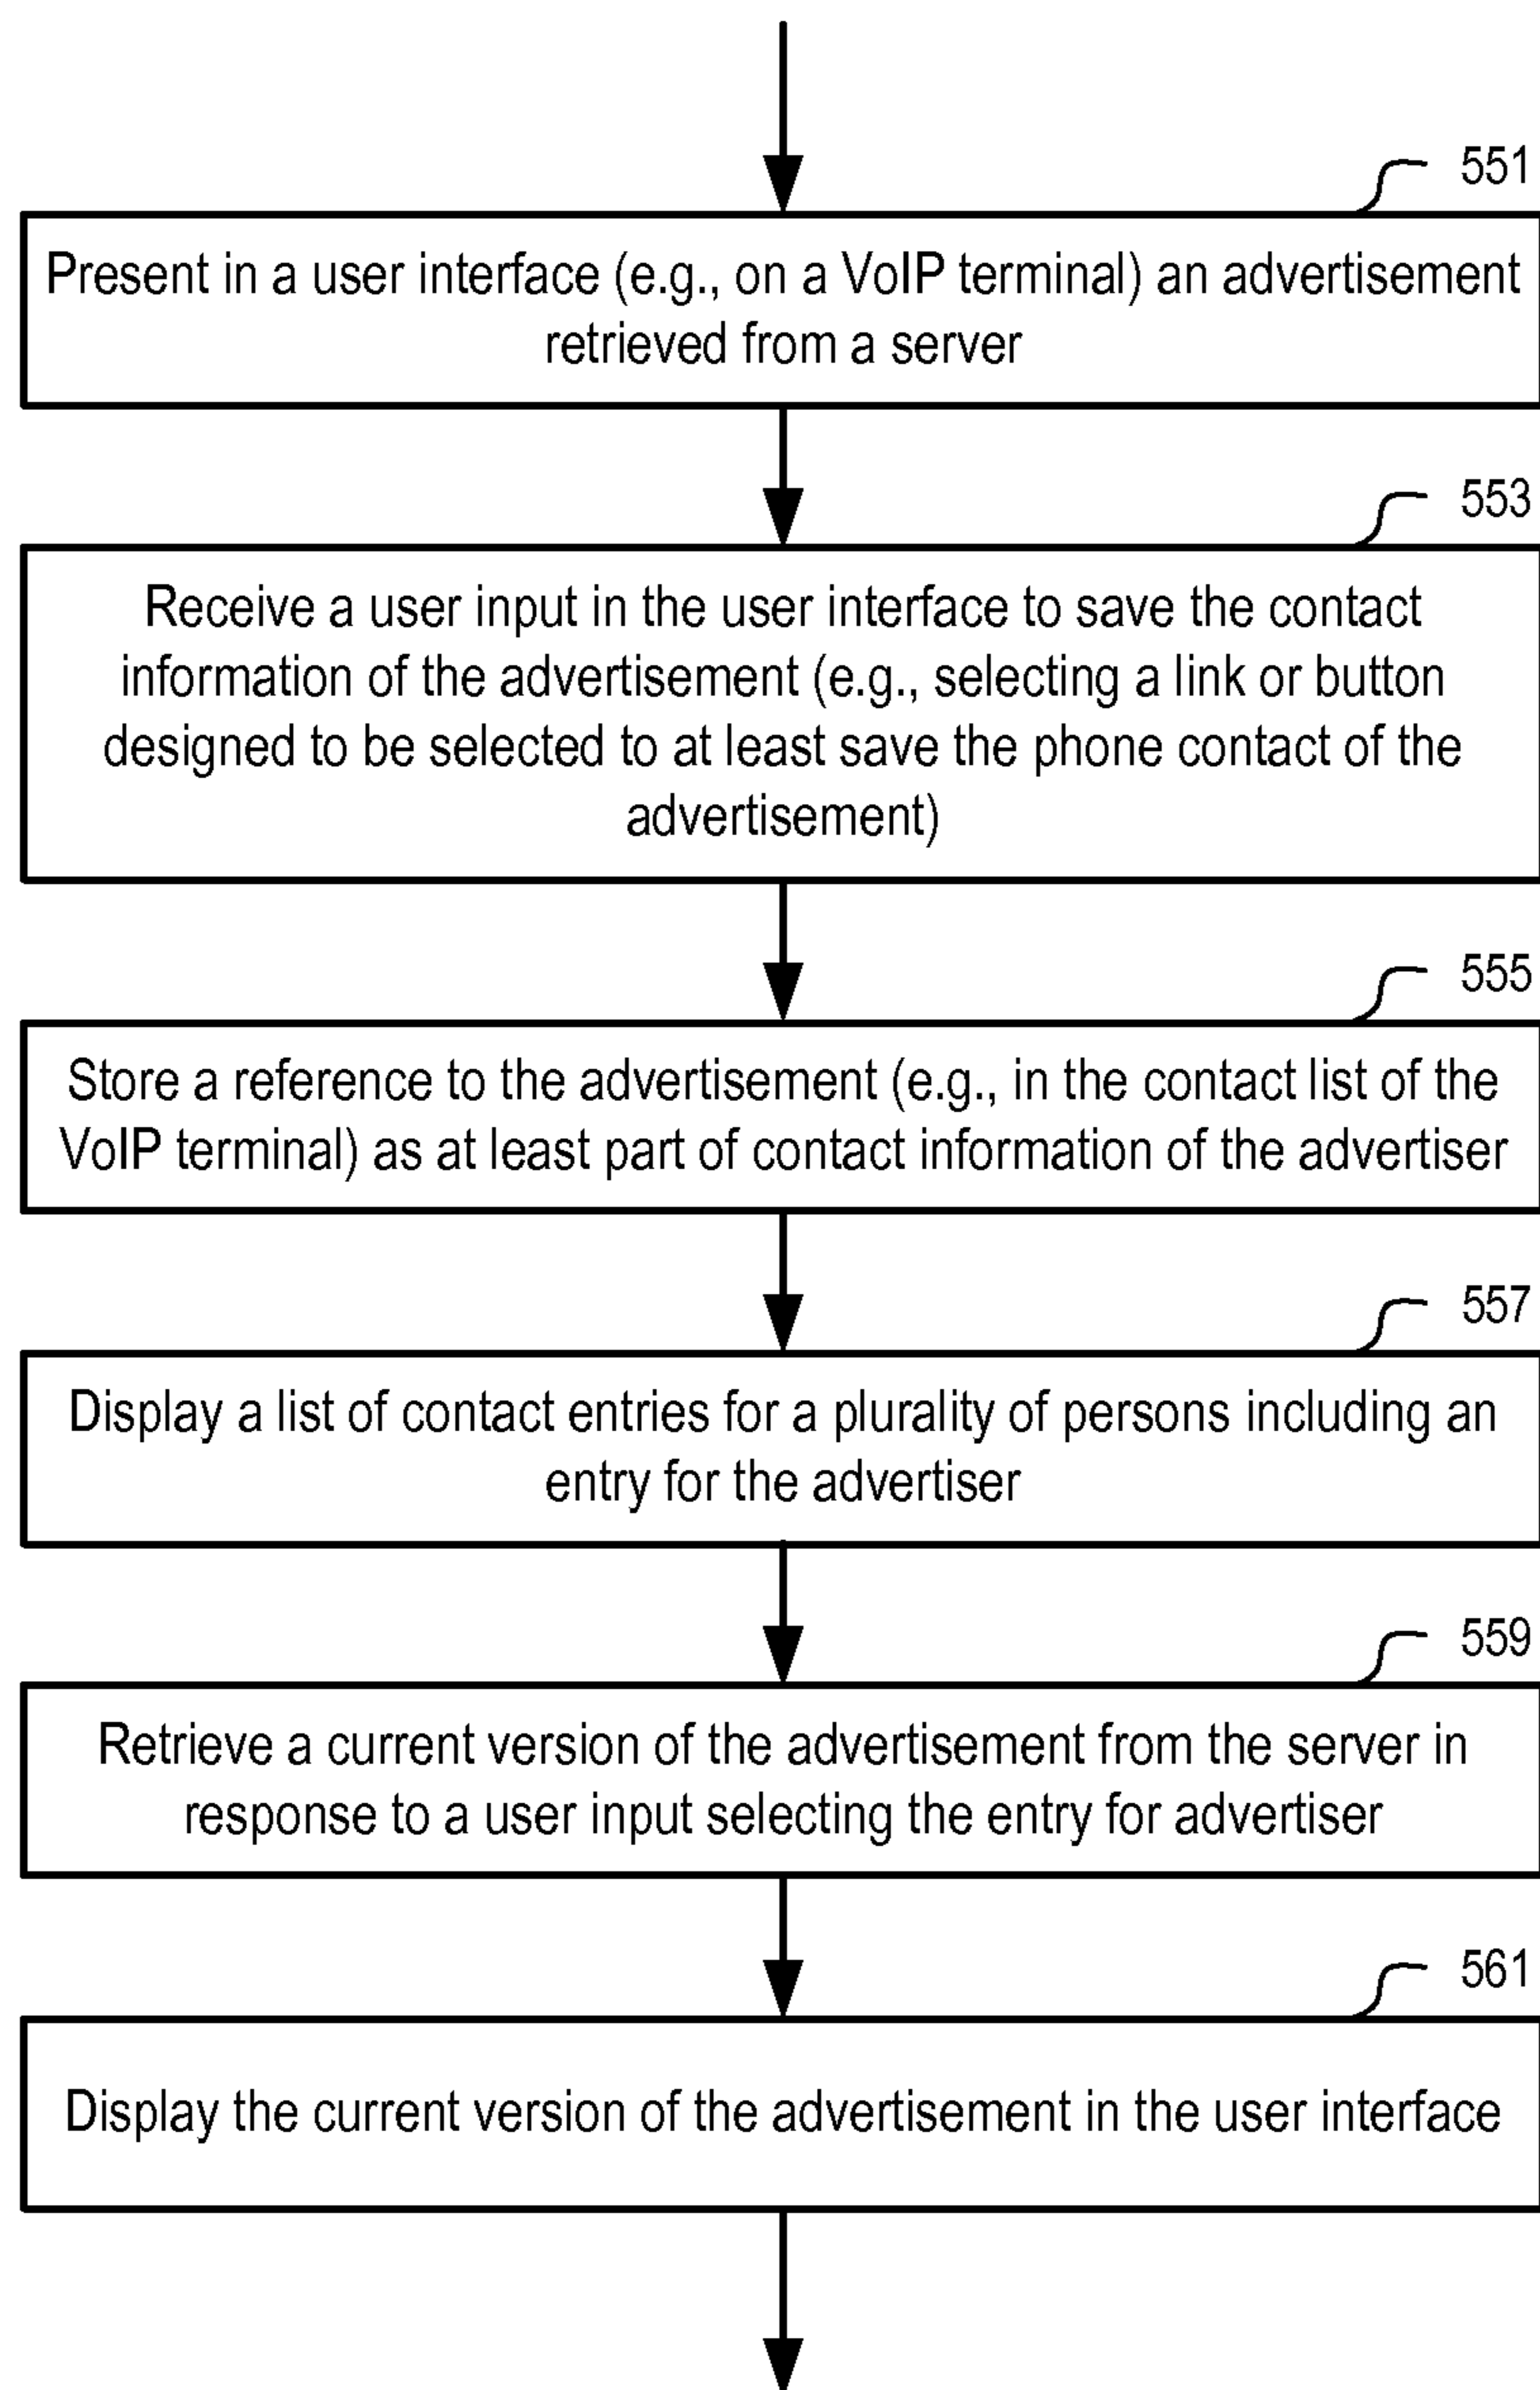 551
Present in a user interface (e.g., on a VoIP terminal) an advertisement
retrieved from a server
553
Receive a user input in the user interface to save the contact
information of the advertisement (e.g., selecting a link or button
designed to be selected to at least save the phone contact of the
advertisement)
555
Store a reference to the advertisement (e.g., in the contact list of the
VoIP terminal) as at least part of contact information of the advertiser
557
Display a list of contact entries for a plurality of persons including an
entry for the advertiser
559
Retrieve a current version of the advertisement from the server in
response to a user input selecting the entry for advertiser
561
Display the current version of the advertisement in the user interface